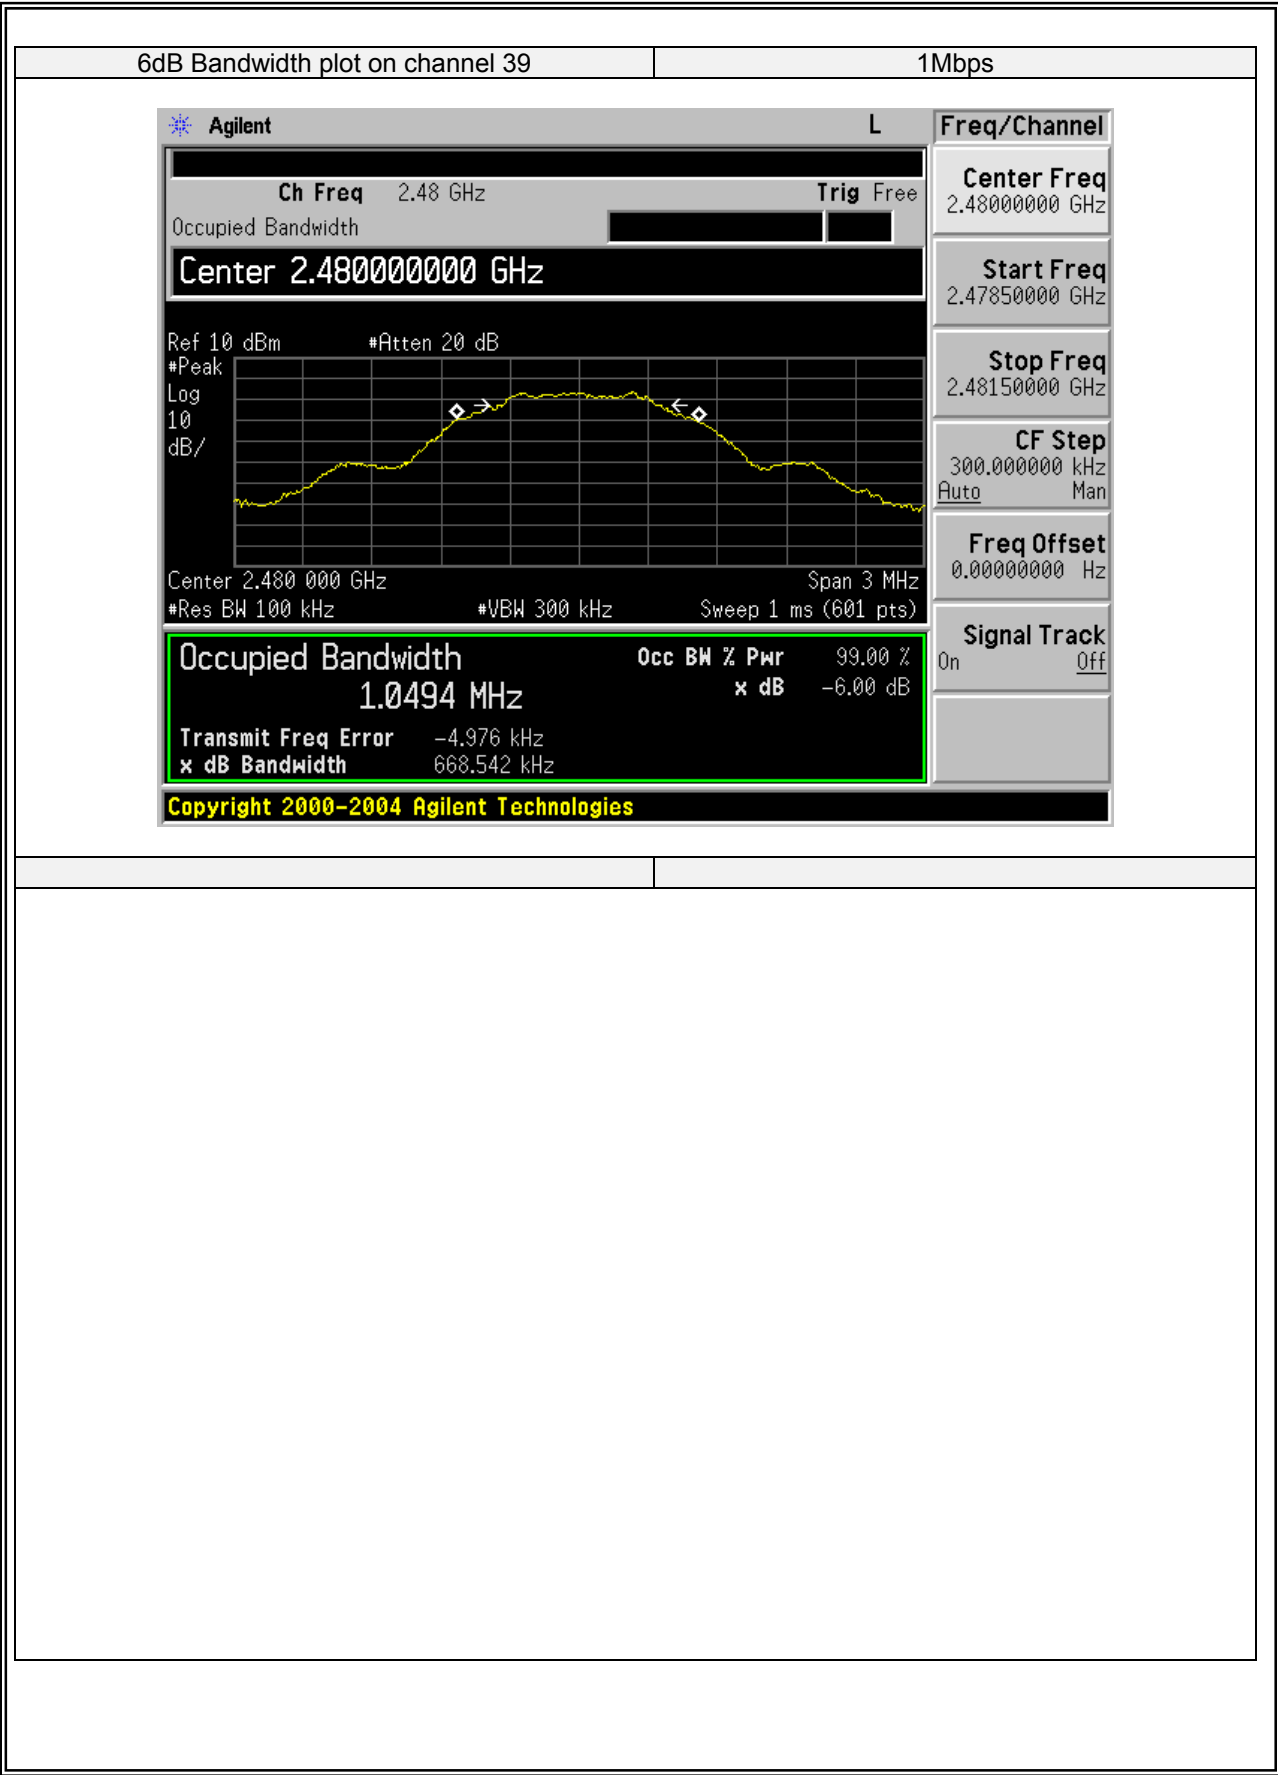 6dB Bandwidth plot on channel 39 1Mbps
Agilent L Freq/Channel
Ch Freq 2.48 GHz Trig Free
Occupied Bandwidth
Center 2.480000000 GHz
Ref 10 dBm #Atten 20 dB
#Peak
Log
10
dB/
Center 2.480 000 GHz Span 3 MHz
#Res BW 100 kHz #VBW 300 kHz Sweep 1 ms (601 pts)
Occupied Bandwidth Occ BW % Pwr 99.00 %
1.0494 MHz x dB -6.00 dB
Transmit Freq Error -4.976 kHz
x dB Bandwidth 668.542 kHz
Copyright 2000-2004 Agilent Technologies
Center Freq
2.48000000 GHz
Start Freq
2.47850000 GHz
Stop Freq
2.48150000 GHz
CF Step
300.000000 kHz
Auto Man
Freq Offset
0.00000000 Hz
Signal Track
On Off